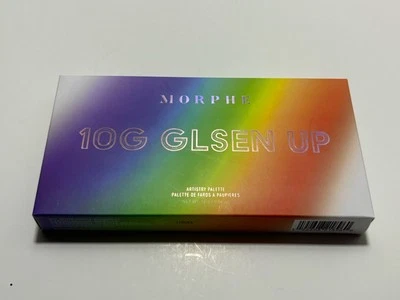 MORPHE
10G GLSEN UP
ARTISTRY PALETTE
PALETTE DE FARDS À PAUPIÈRES